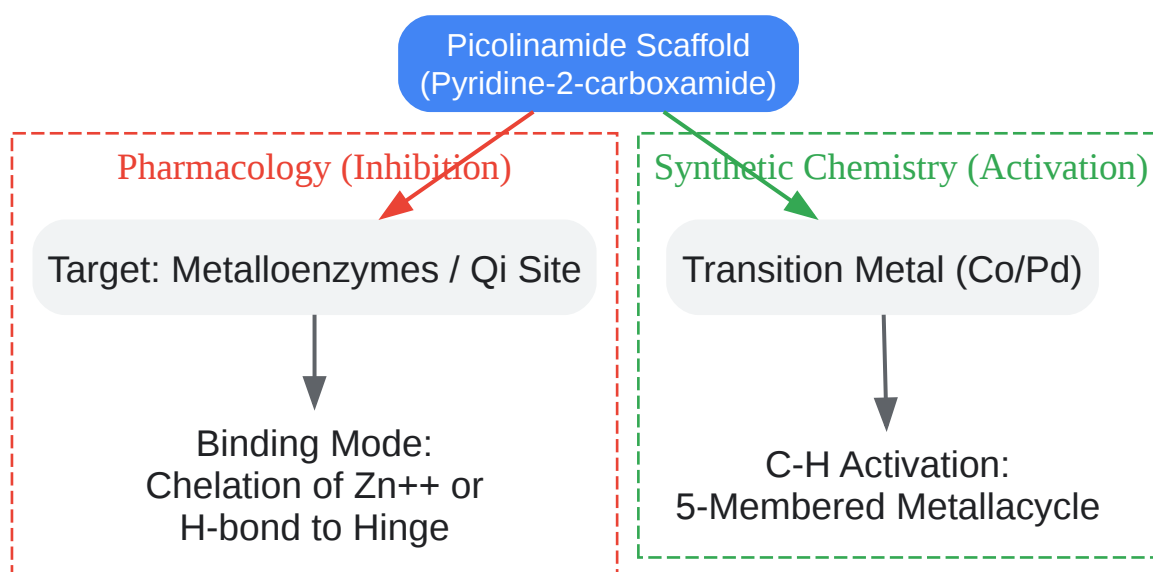 Picolinamide Scaffold
(Pyridine-2-carboxamide)
Pharmacology (Inhibition)
Target: Metalloenzymes / Qi Site
Binding Mode:
Chelation of Zn++ or
H-bond to Hinge
Synthetic Chemistry (Activation)
Transition Metal (Co/Pd)
C-H Activation:
5-Membered Metallacycle